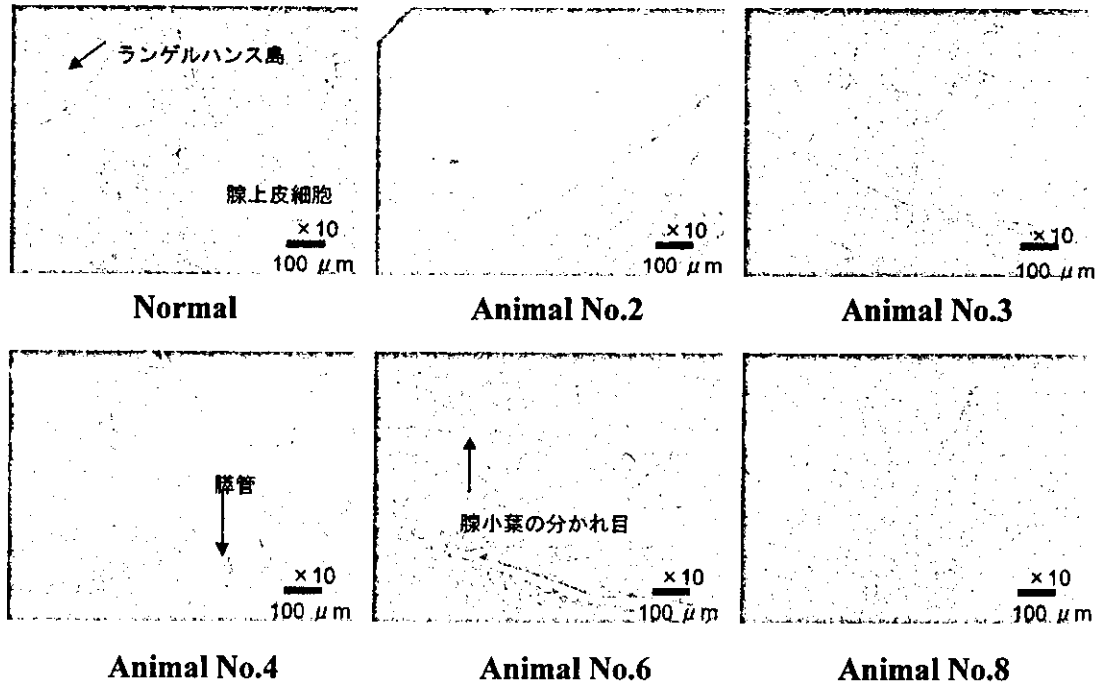 ランゲルハンス島
腺上皮細胞
×10
100 μm
Normal
×10
100 μm
Animal No.2
×10
100 μm
Animal No.3
膵管
×10
100 μm
Animal No.4
腺小葉の分かれ目
×10
100 μm
Animal No.6
×10
100 μm
Animal No.8